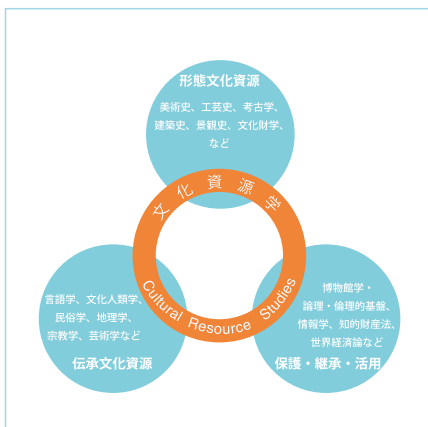 形態文化資源
美術史、工芸史、考古学、
建築史、景観史、文化財学、
など
文化資源学
Cultural Resource Studies
言語学、文化人類学、
民俗学、地理学、
宗教学、芸術学など
伝承文化資源
博物館学・
論理・倫理的基盤、
情報学、知的財産法、
世界経済論など
保護・継承・活用